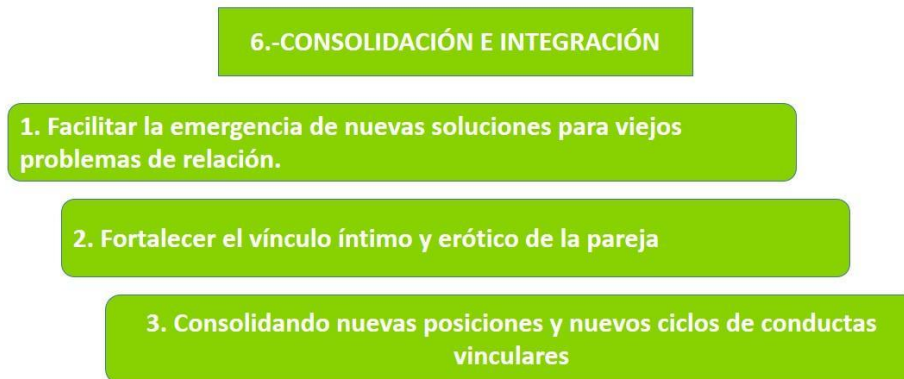 6.-CONSOLIDACIÓN E INTEGRACIÓN
1. Facilitar la emergencia de nuevas soluciones para viejos
problemas de relación.
2. Fortalecer el vínculo íntimo y erótico de la pareja
3. Consolidando nuevas posiciones y nuevos ciclos de conductas
vinculares